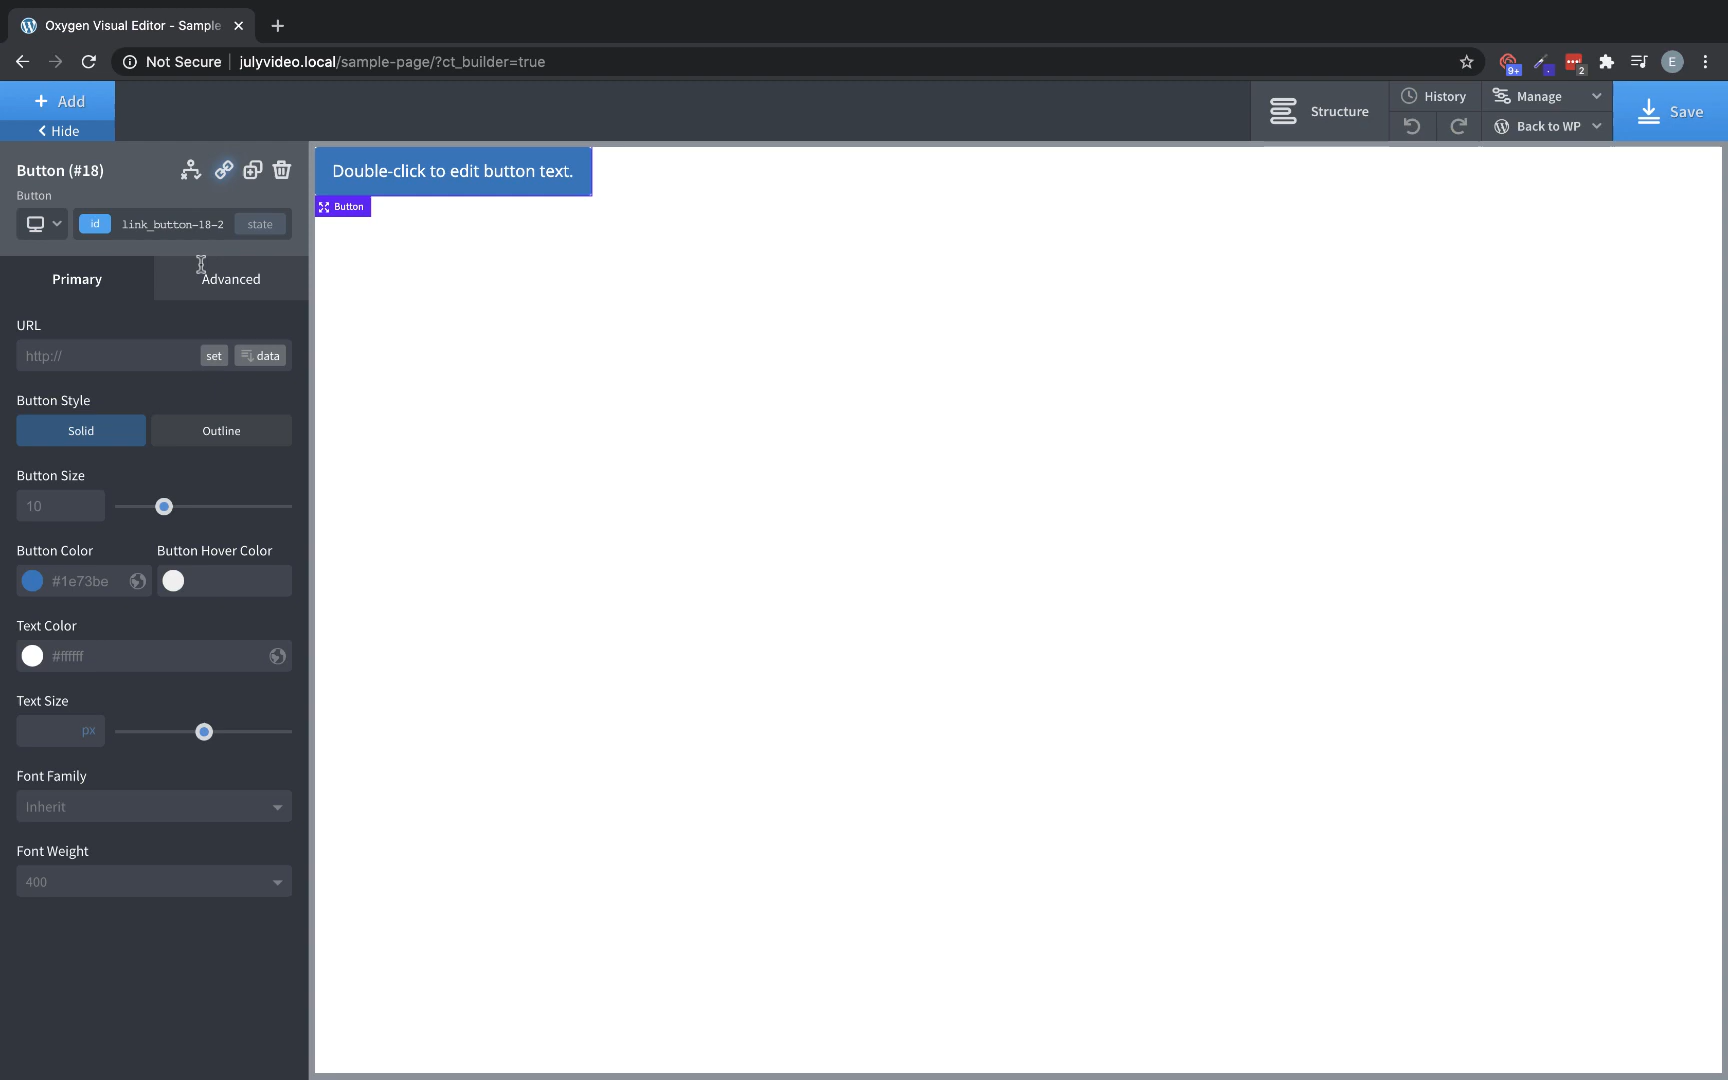 Oxygen Visual Editor - Sample
Not Secure julyvideo.local/sample-page/?ct_builder=true
9+
2
E
+ Add
Hide
Structure
History
Manage
Back to WP
Save
Button (#18)
Button
id link_button-18-2 state
Primary Advanced
URL
http:// set data
Button Style
Solid Outline
Button Size
10
Button Color Button Hover Color
#1e73be
Text Color
#ffffff
Text Size
px
Font Family
Inherit
Font Weight
400
Double-click to edit button text.
Button